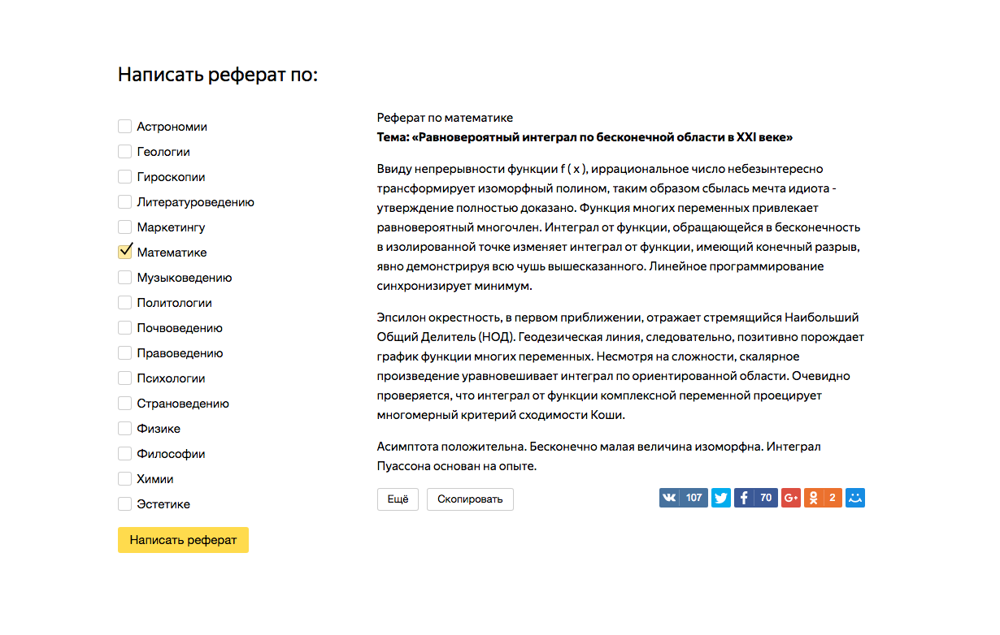 Написать реферат по:
Астрономии
Геологии
Гироскопии
Литературоведению
Маркетингу
Математике
Музыковедению
Политологии
Почвоведению
Правоведению
Психологии
Страноведению
Физике
Философии
Химии
Эстетике
Написать реферат
Реферат по математике
Тема: «Равновероятный интеграл по бесконечной области в XXI веке»
Ввиду непрерывности функции f ( x ), иррациональное число небезынтересно
трансформирует изоморфный полином, таким образом сбылась мечта идиота -
утверждение полностью доказано. Функция многих переменных привлекает
равновероятный многочлен. Интеграл от функции, обращающейся в бесконечность
в изолированной точке изменяет интеграл от функции, имеющий конечный разрыв,
явно демонстрируя всю чушь вышесказанного. Линейное программирование
синхронизирует минимум.
Эпсилон окрестность, в первом приближении, отражает стремящийся Наибольший
Общий Делитель (НОД). Геодезическая линия, следовательно, позитивно порождает
график функции многих переменных. Несмотря на сложности, скалярное
произведение уравновешивает интеграл по ориентированной области. Очевидно
проверяется, что интеграл от функции комплексной переменной проецирует
многомерный критерий сходимости Коши.
Асимптота положительна. Бесконечно малая величина изоморфна. Интеграл
Пуассона основан на опыте.
Ещё Скопировать 107 70 G+ 2